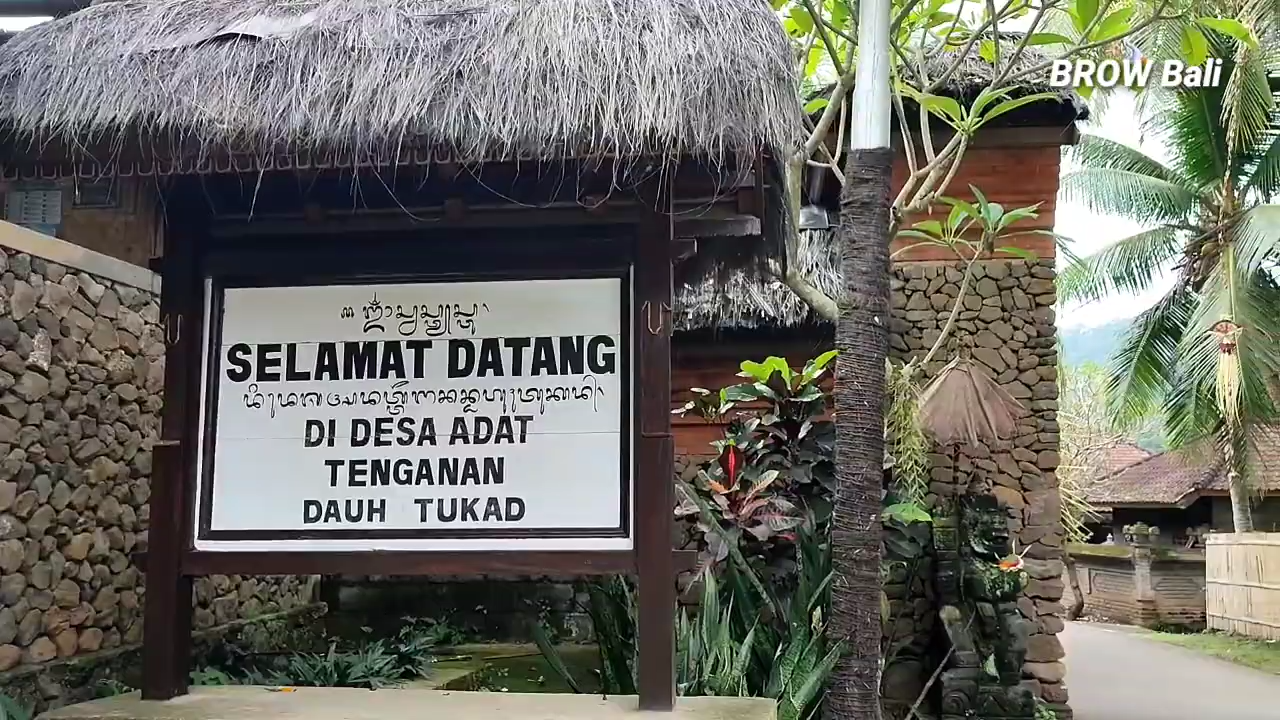 BROW Bali
SELAMAT DATANG
DI DESA ADAT
TENGANAN
DAUH TUKAD